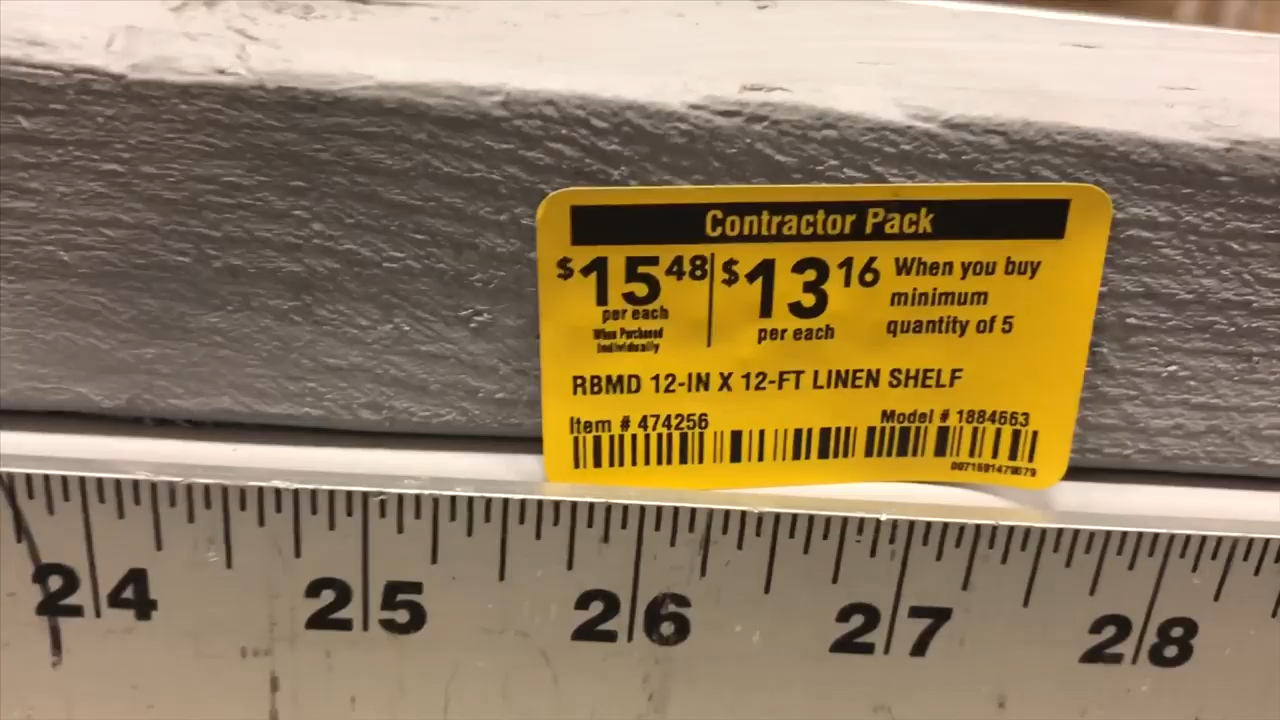 Contractor Pack
$15 48 $13 16 When you buy
minimum
quantity of 5
per each per each
When Purchased
Individually
RBMD 12-IN X 12-FT LINEN SHELF
Item # 474256 Model # 1884663
24 25 26 27 28